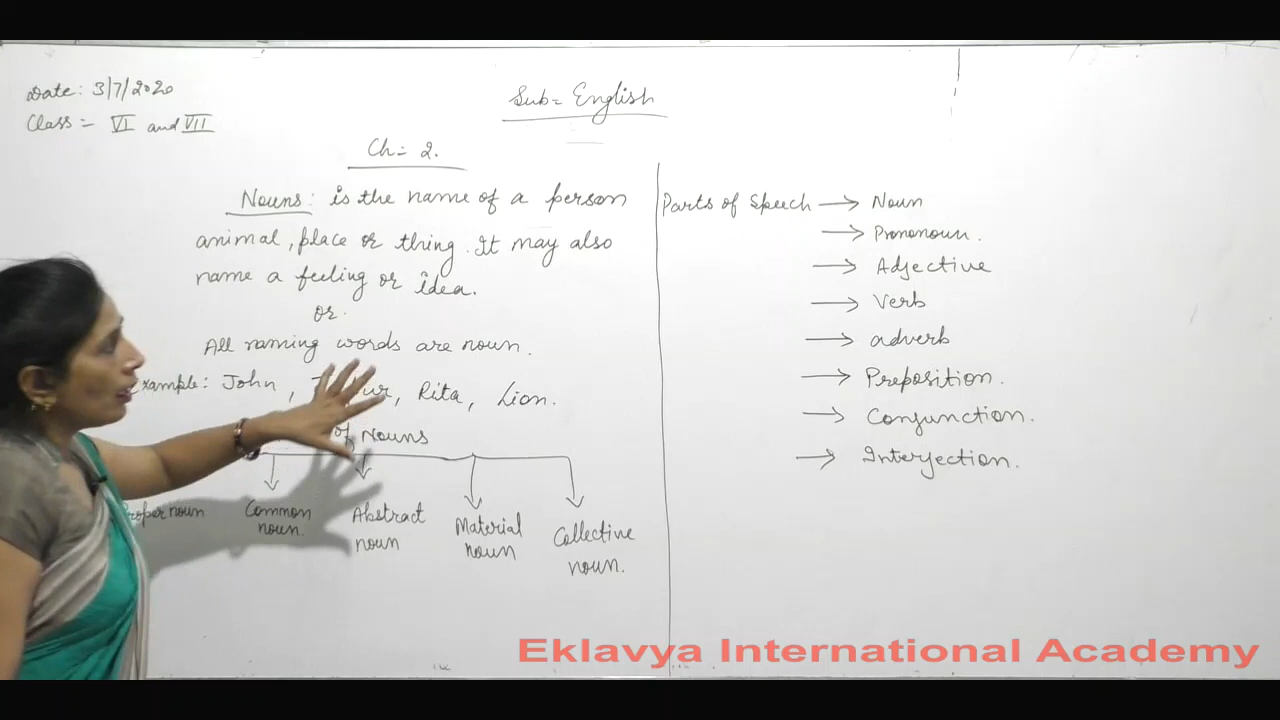 Date: 3/7/2020
Class = VI and VII
Sub = English
Ch = 2.
Nouns: is the name of a person
animal, place or thing. It may also
name a feeling or idea.
or.
All naming words are noun.
Example: John, Rita, Lion.
of Nouns
Proper noun
Common
noun.
Abstract
noun
Material
noun
Collective
noun.
Parts of Speech → Noun
→ Prononoun.
→ Adjective
→ Verb
→ adverb
→ Preposition.
→ Conjunction.
→ Interjection.
Eklavya International Academy